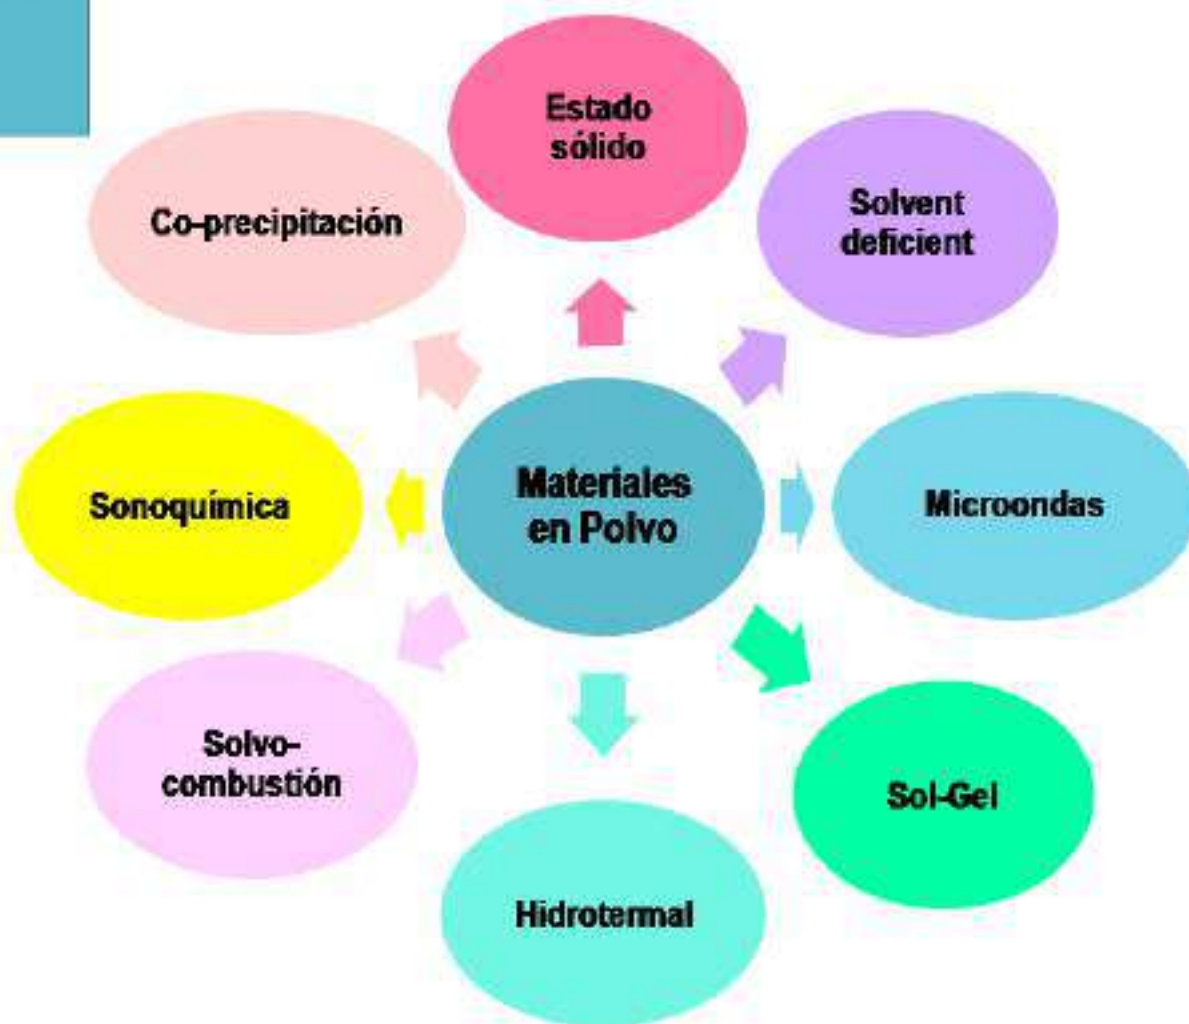 Estado
sólido
Solvent
deficient
Co-precipitación
Materiales
en Polvo
Microondas
Sonoquímica
Solvo-
combustión
Sol-Gel
Hidrotermal